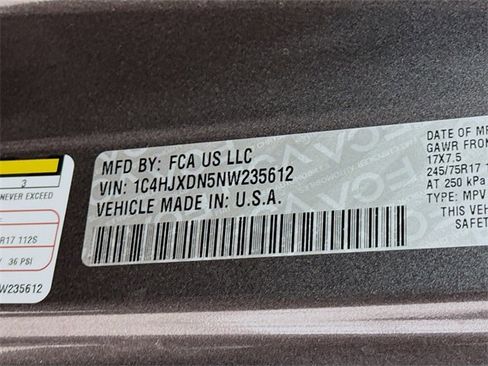 3
NEVER EXCEED
R17 112S
36 PSI
W235612
MFD BY: FCA US LLC
VIN: 1C4HJXDN5NW235612
VEHICLE MADE IN: U.S.A.
DATE OF M
GAWR FRON
17X7.5
245/75R17
AT 250 kPa
TYPE: MPV
THIS VEHIC
SAFET